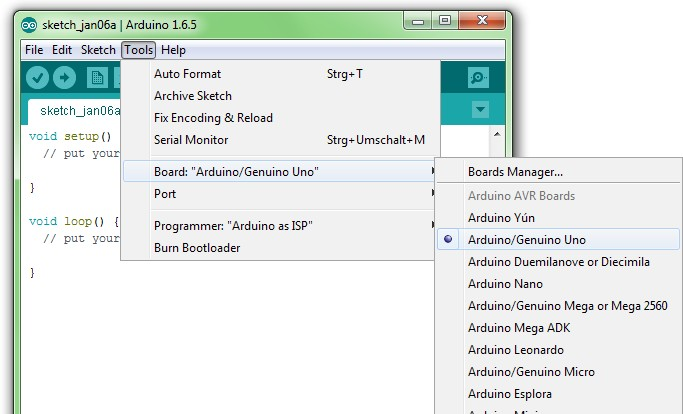 sketch_jan06a | Arduino 1.6.5
File Edit Sketch Tools Help
Auto Format Strg+T
Archive Sketch
Fix Encoding & Reload
Serial Monitor Strg+Umschalt+M
Board: "Arduino/Genuino Uno"
Port
Programmer: "Arduino as ISP"
Burn Bootloader
sketch_jan06a
void setup()
// put your
}
void loop() {
// put your
}
Boards Manager...
Arduino AVR Boards
Arduino Yún
Arduino/Genuino Uno
Arduino Duemilanove or Diecimila
Arduino Nano
Arduino/Genuino Mega or Mega 2560
Arduino Mega ADK
Arduino Leonardo
Arduino/Genuino Micro
Arduino Esplora